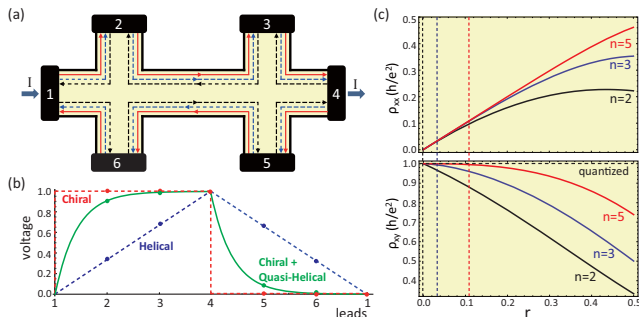 (a)
2
3
I
1
4
I
6
5
(b)
1.0
0.8
0.6
0.4
0.2
0.0
voltage
Chiral
Helical
Chiral +
Quasi-Helical
1 2 3 4 5 6 1
leads
(c)
0.5
0.4
0.3
0.2
0.1
0.0
ρxx (h/e²)
n=5
n=3
n=2
1.0
0.9
0.8
0.7
0.6
0.5
0.4
ρxy (h/e²)
quantized
n=5
n=3
n=2
0.0 0.1 0.2 0.3 0.4 0.5
r